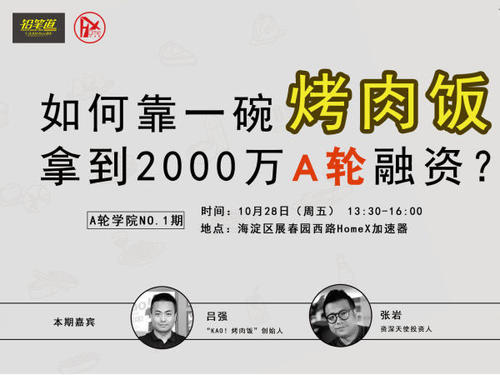 铅笔道
如何靠一碗烤肉饭
拿到2000万A轮融资？
A轮学院NO.1期
时间：10月28日（周五） 13:30-16:00
地点：海淀区展春园西路HomeX加速器
本期嘉宾
吕强
“KAO！烤肉饭”创始人
张岩
资深天使投资人